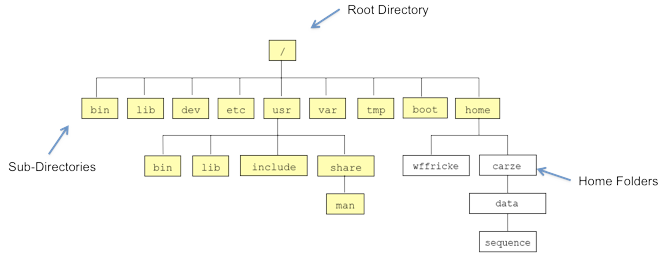 Root Directory
/
bin lib dev etc usr var tmp boot home
bin lib include share wffricke carze
Sub-Directories
Home Folders
man data
sequence